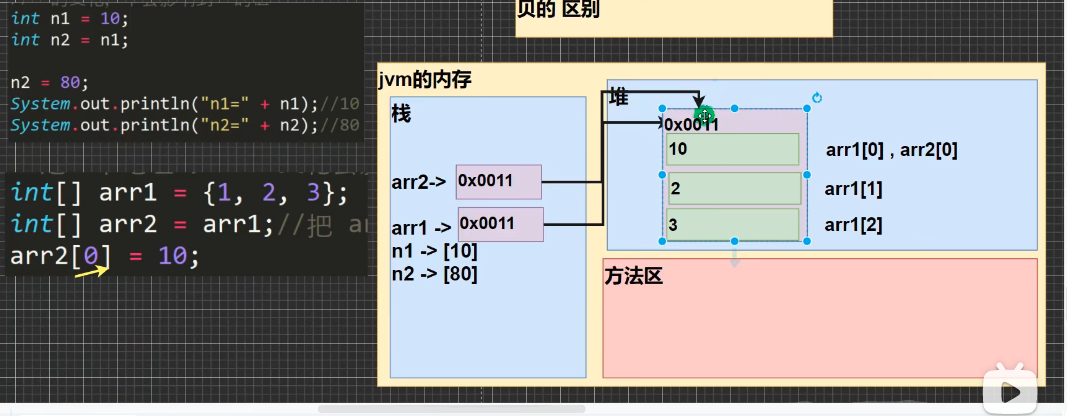 int n1 = 10;
int n2 = n1;
n2 = 80;
System.out.println("n1=" + n1);//10
System.out.println("n2=" + n2);//80
int[] arr1 = {1, 2, 3};
int[] arr2 = arr1;//把
arr2[0] = 10;
贝的 区别
jvm的内存
栈
arr2-> 0x0011
arr1 -> 0x0011
n1 -> [10]
n2 -> [80]
堆
0x0011
10 arr1[0] , arr2[0]
2 arr1[1]
3 arr1[2]
方法区